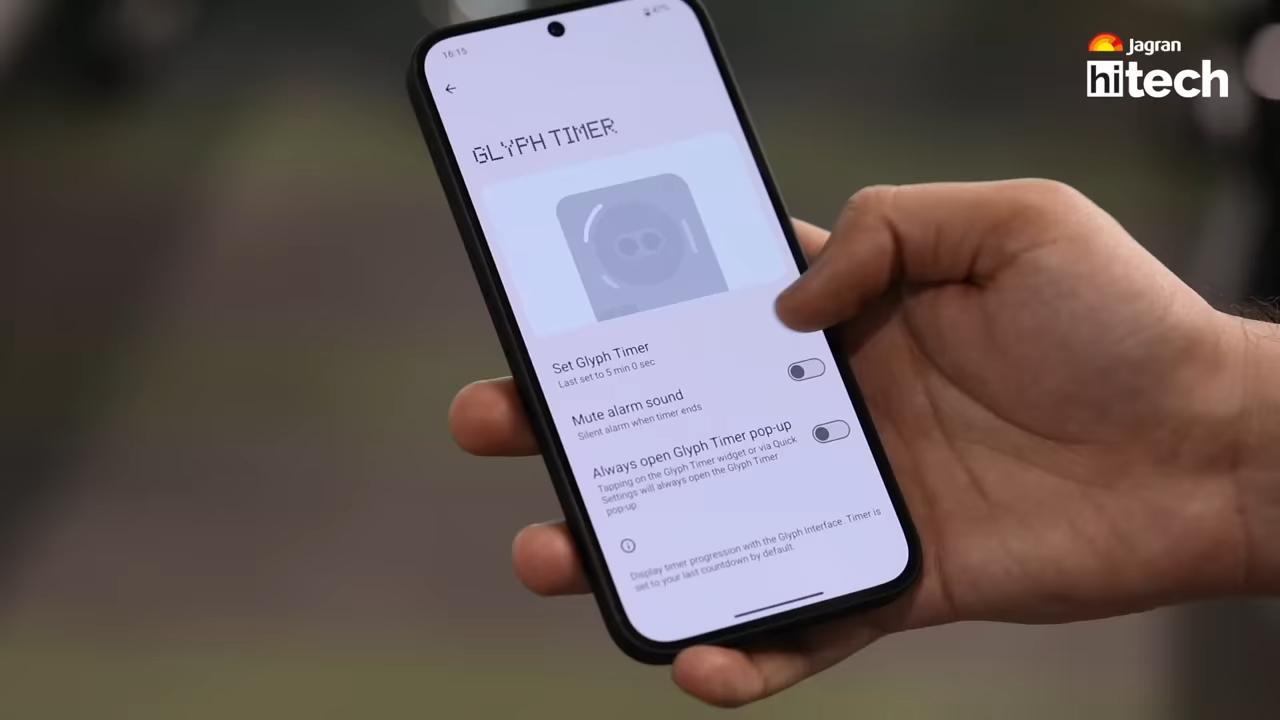 Jagran
hitech
16:15
GLYPH TIMER
Set Glyph Timer
Last set to 5 min 0 sec
Mute alarm sound
Silent alarm when timer ends
Always open Glyph Timer pop-up
Tapping on the Glyph Timer widget or via Quick
Settings will always open the Glyph Timer
pop-up
Display timer progression with the Glyph Interface. Timer is
set to your last countdown by default.